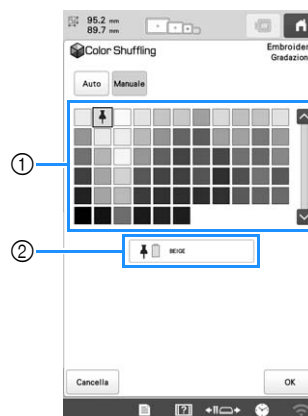 95.2 mm
89.7 mm
Color Shuffling
Embroider
Gradazion
Auto
Manuale
①
②
BEIGE
Cancella
OK